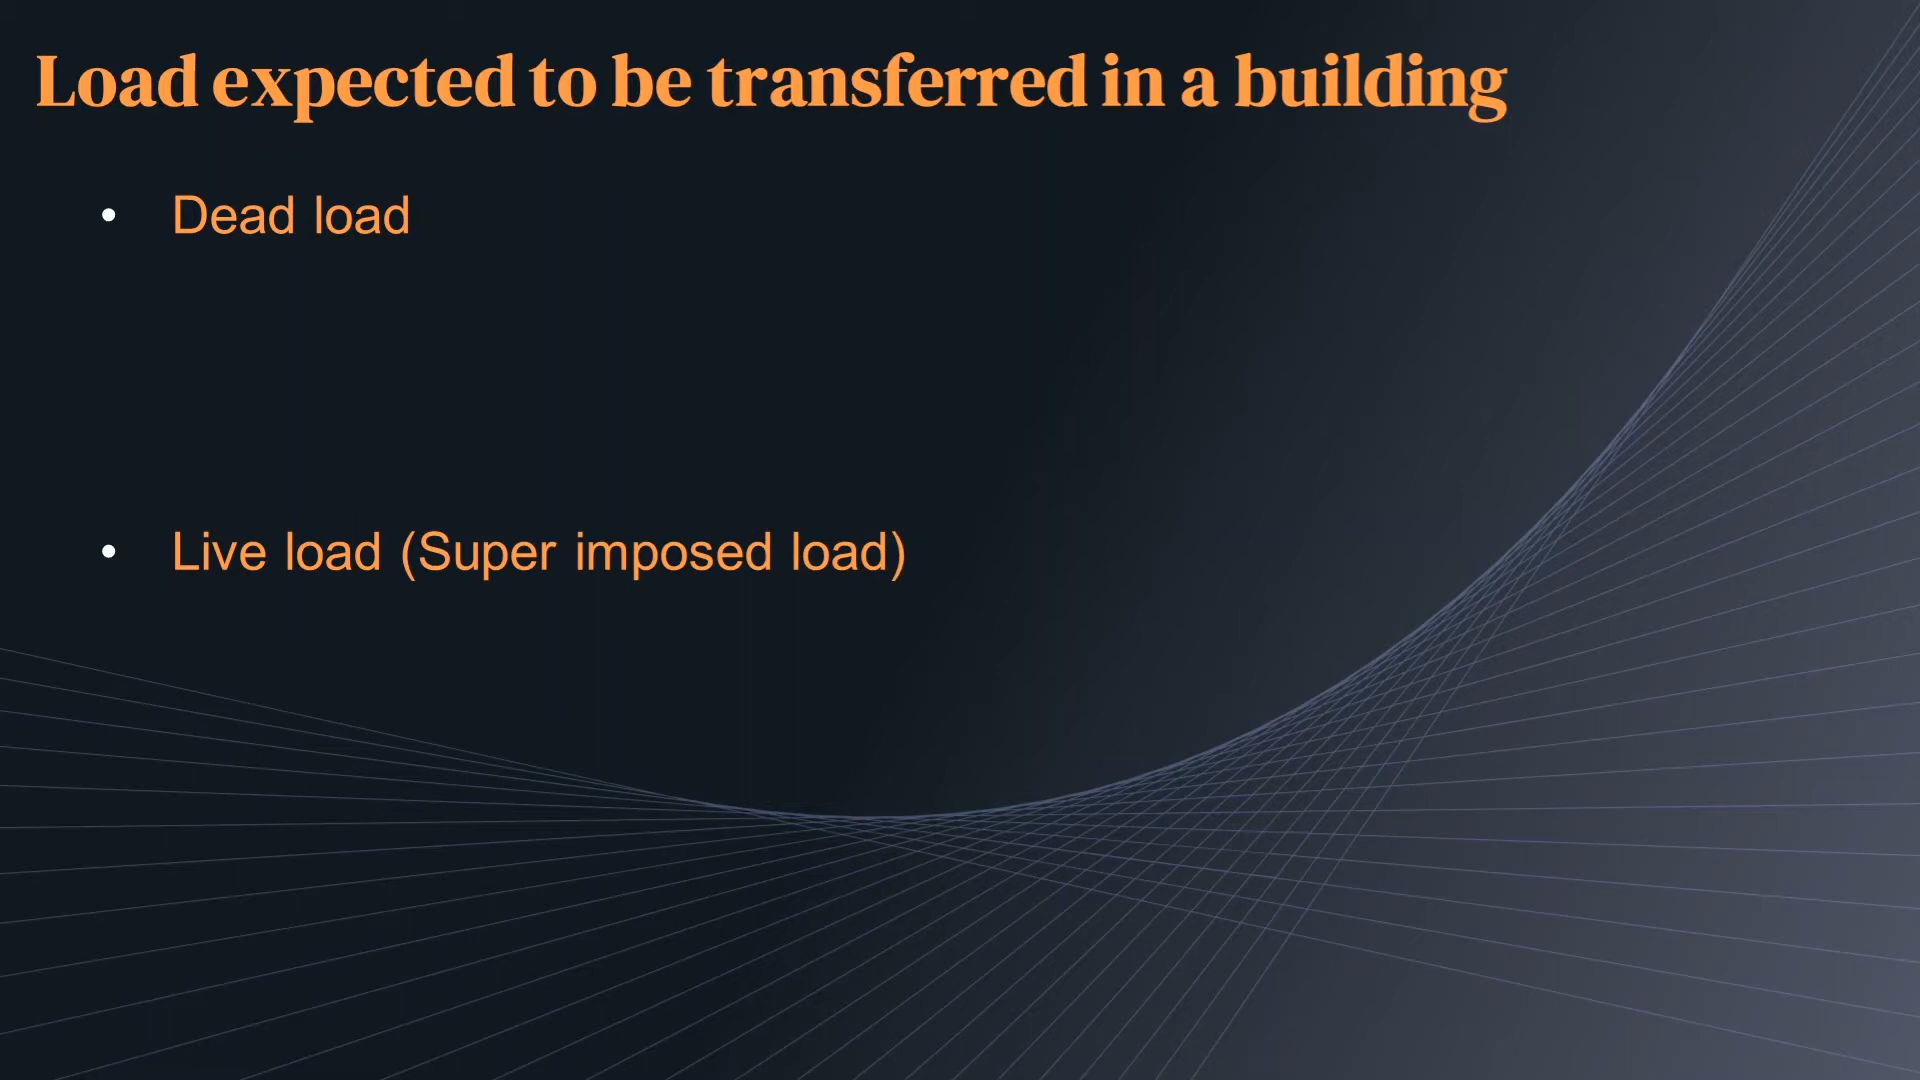 Load expected to be transferred in a building
• Dead load
• Live load (Super imposed load)